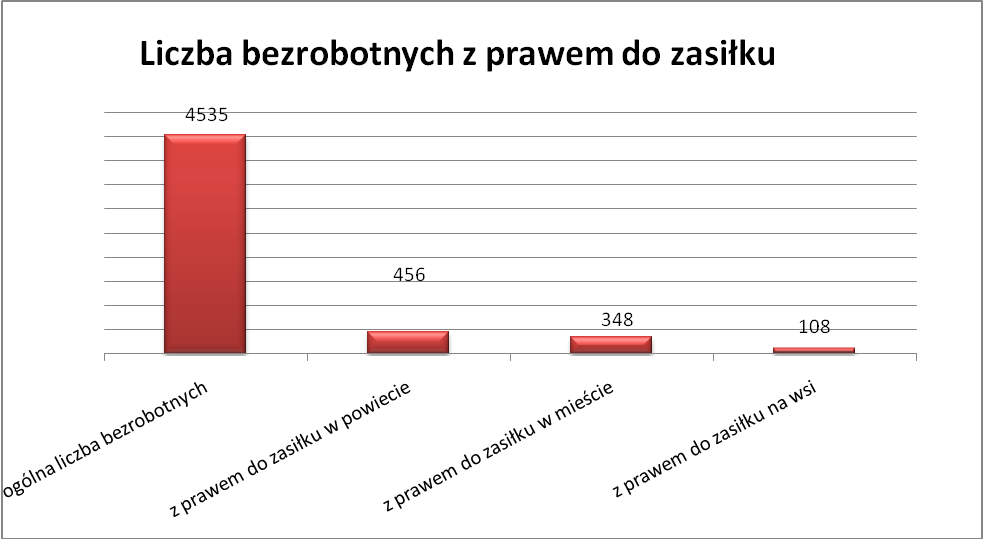 Liczba bezrobotnych z prawem do zasiłku
4535
456
348
108
ogólna liczba bezrobotnych
z prawem do zasiłku w powiecie
z prawem do zasiłku w mieście
z prawem do zasiłku na wsi